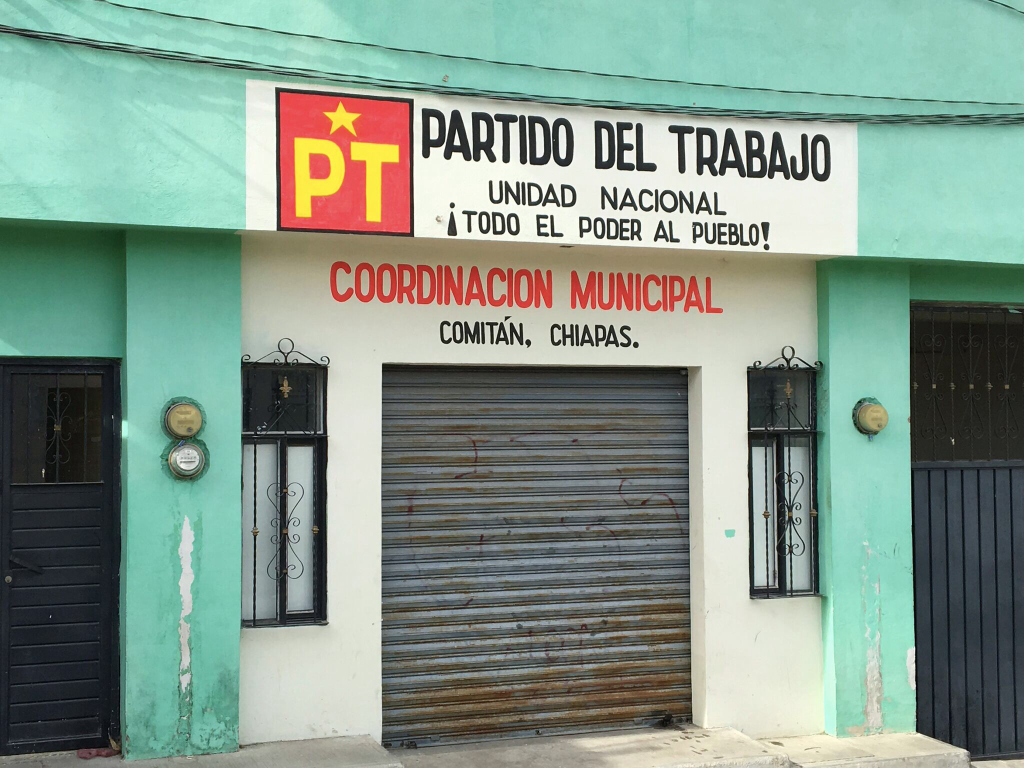 PT
PARTIDO DEL TRABAJO
UNIDAD NACIONAL
¡TODO EL PODER AL PUEBLO!
COORDINACION MUNICIPAL
COMITÁN, CHIAPAS.